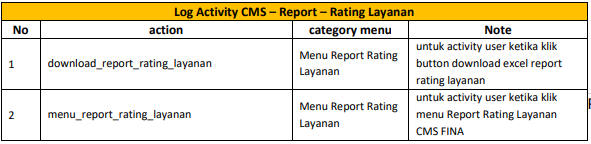 Log Activity CMS – Report – Rating Layanan
No action category menu Note
1 download_report_rating_layanan Menu Report Rating Layanan untuk activity user ketika klik
button download excel report
rating layanan
2 menu_report_rating_layanan Menu Report Rating Layanan untuk activity user ketika klik
menu Report Rating Layanan
CMS FINA